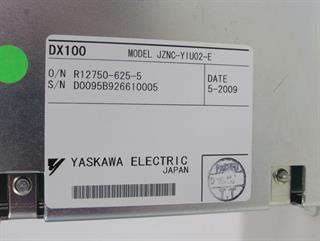 DX100 MODEL JZNC-YIU02-E
O/N R12750-625-5
S/N D0095B926610005
DATE
5-2009
YASKAWA ELECTRIC
JAPAN